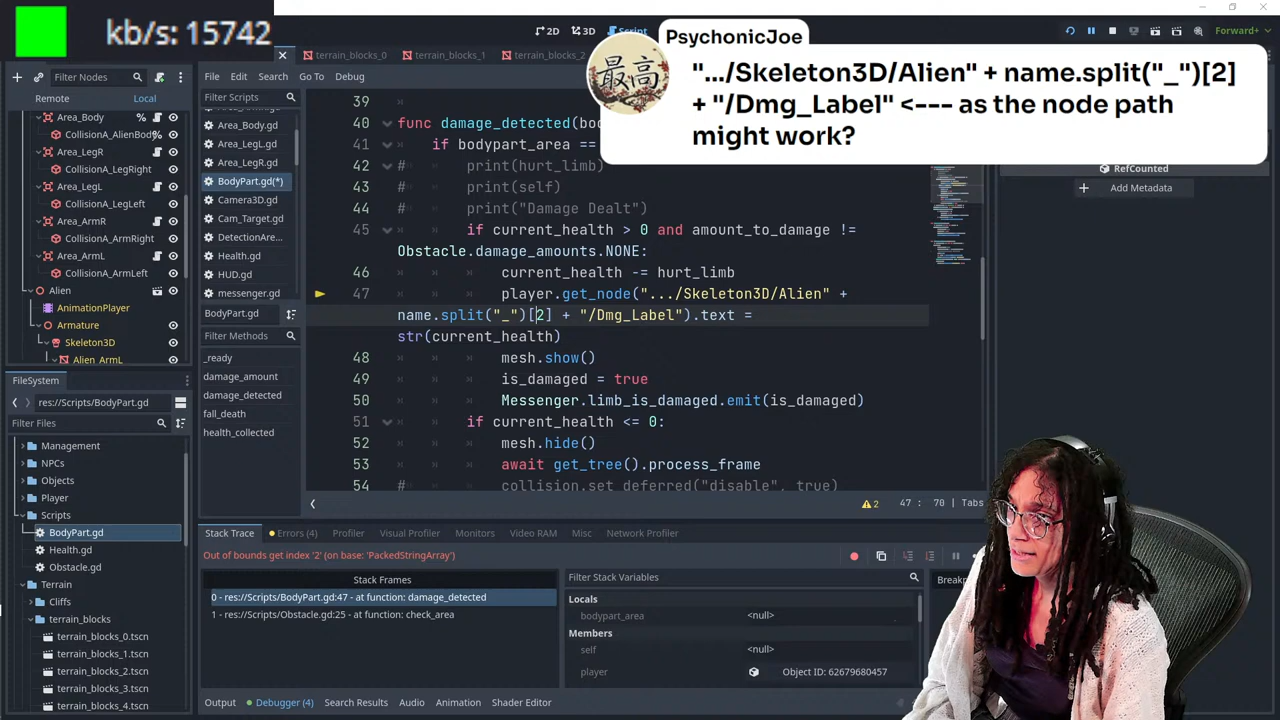 kb/s: 15742
PsychonicJoe
".../Skeleton3D/Alien" + name.split("_")[2]
+ "/Dmg_Label" <--- as the node path
might work?
最高
2D
3D
Script
Forward+
terrain_blocks_0
terrain_blocks_1
terrain_blocks_2
Filter Nodes
Remote
Local
Area_Body
CollisionA_AlienBod
Area_LegR
CollisionA_LegRight
Area_LegL
CollisionA_LegLeft
Area_ArmR
CollisionA_ArmRight
Area_ArmL
CollisionA_ArmLeft
Alien
AnimationPlayer
Armature
Skeleton3D
Alien_ArmL
FileSystem
res://Scripts/BodyPart.gd
Filter Files
Management
NPCs
Objects
Player
Scripts
BodyPart.gd
Health.gd
Obstacle.gd
Terrain
Cliffs
terrain_blocks
terrain_blocks_0.tscn
terrain_blocks_1.tscn
terrain_blocks_2.tscn
terrain_blocks_3.tscn
terrain_blocks_4.tscn
File Edit Search Go To Debug
Filter Scripts
Area_Body.gd
Area_LegL.gd
Area_LegR.gd
BodyPart.gd(*)
Camera3D.gd
Cam_Target.gd
DetectionArea...
Health.gd
HUD.gd
messenger.gd
BodyPart.gd
Filter Methods
_ready
damage_amount
damage_detected
fall_death
health_collected
39
40 func damage_detected(bo
41 if bodypart_area ==
42 # print(hurt_limb)
43 # print(self)
44 # print("Damage Dealt")
45 if current_health > 0 and amount_to_damage !=
Obstacle.damage_amounts.NONE:
46 current_health -= hurt_limb
47 player.get_node(".../Skeleton3D/Alien" +
name.split("_")[2] + "/Dmg_Label").text =
str(current_health)
48 mesh.show()
49 is_damaged = true
50 Messenger.limb_is_damaged.emit(is_damaged)
51 if current_health <= 0:
52 mesh.hide()
53 await get_tree().process_frame
54 # collision.set_deferred("disable", true)
2 47 : 70 | Tabs
RefCounted
Add Metadata
Stack Trace
Errors (4)
Profiler
Visual Profiler
Monitors
Video RAM
Misc
Network Profiler
Out of bounds get index '2' (on base: 'PackedStringArray')
Stack Frames
0 - res://Scripts/BodyPart.gd:47 - at function: damage_detected
1 - res://Scripts/Obstacle.gd:25 - at function: check_area
Filter Stack Variables
Locals
bodypart_area <null>
Members
self <null>
player Object ID: 62679680457
Output
Debugger (4)
Search Results
Audio
Animation
Shader Editor